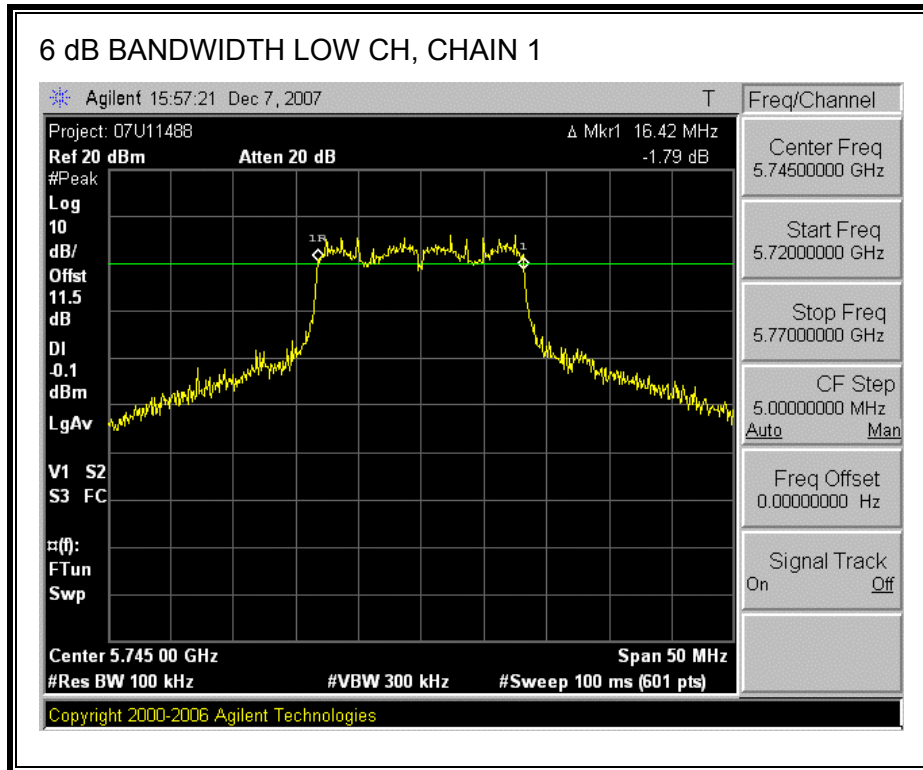 6 dB BANDWIDTH LOW CH, CHAIN 1
Agilent 15:57:21 Dec 7, 2007 T
Freq/Channel
Project: 07U11488 Δ Mkr1 16.42 MHz
Ref 20 dBm Atten 20 dB -1.79 dB
#Peak
Log
10
dB/
Offst
11.5
dB
DI
-0.1
dBm
LgAv
V1 S2
S3 FC
¤(f):
FTun
Swp
1R
1
Center 5.745 00 GHz Span 50 MHz
#Res BW 100 kHz #VBW 300 kHz #Sweep 100 ms (601 pts)
Center Freq
5.74500000 GHz
Start Freq
5.72000000 GHz
Stop Freq
5.77000000 GHz
CF Step
5.00000000 MHz
Auto Man
Freq Offset
0.00000000 Hz
Signal Track
On Off
Copyright 2000-2006 Agilent Technologies